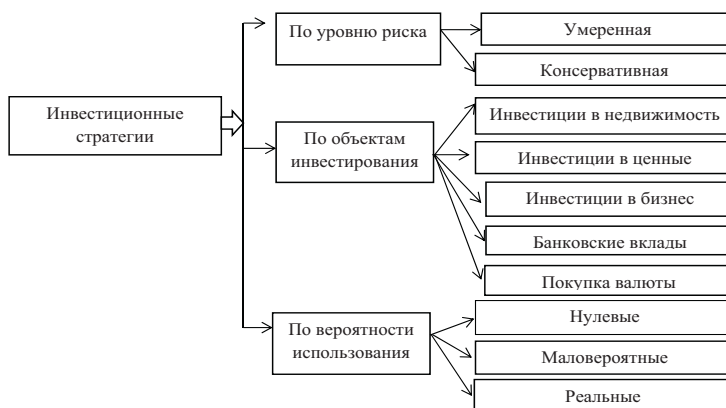 По уровню риска
Умеренная
Консервативная
Инвестиционные
стратегии
По объектам
инвестирования
Инвестиции в недвижимость
Инвестиции в ценные
Инвестиции в бизнес
Банковские вклады
Покупка валюты
По вероятности
использования
Нулевые
Маловероятные
Реальные